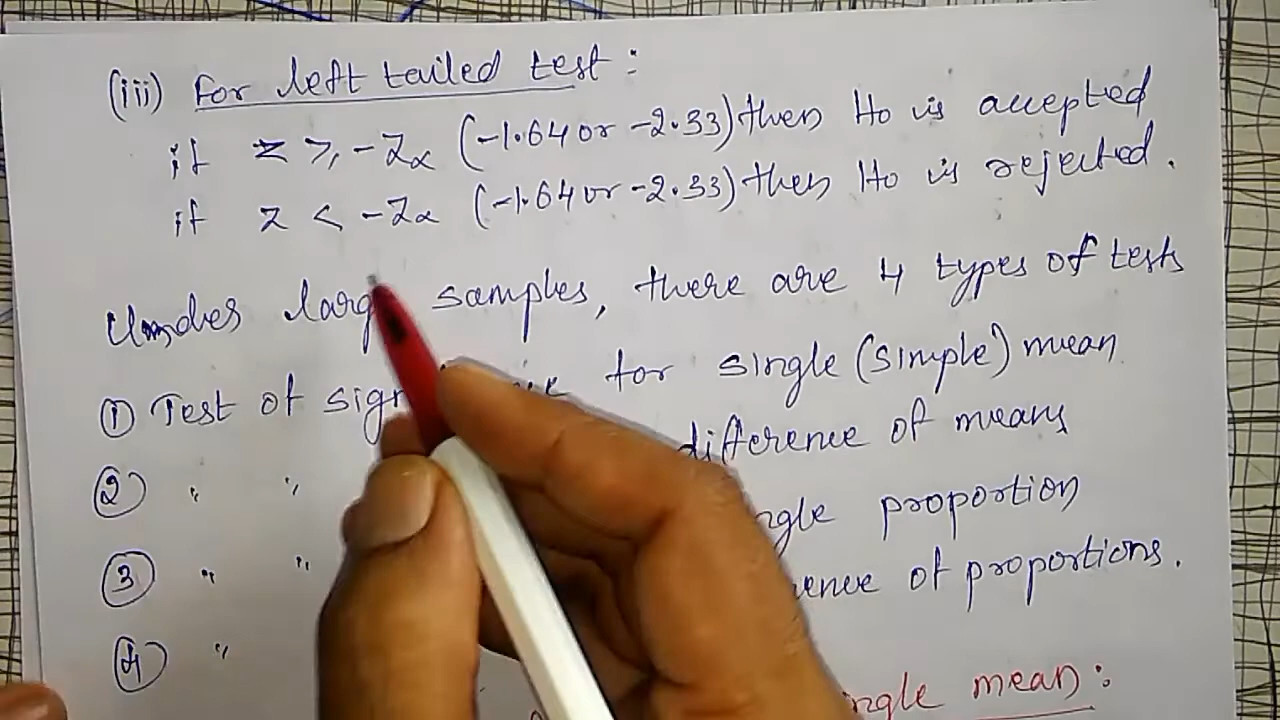 (iii) For left tailed test :
if z ≥ -Zα (-1.64 or -2.33) then Ho is accepted
if z < -Zα (-1.64 or -2.33) then Ho is rejected.
Under large samples, there are 4 types of tests
① Test of for single (simple) mean
② " " difference of means
③ " " proportion
④ " of proportions.
mean :